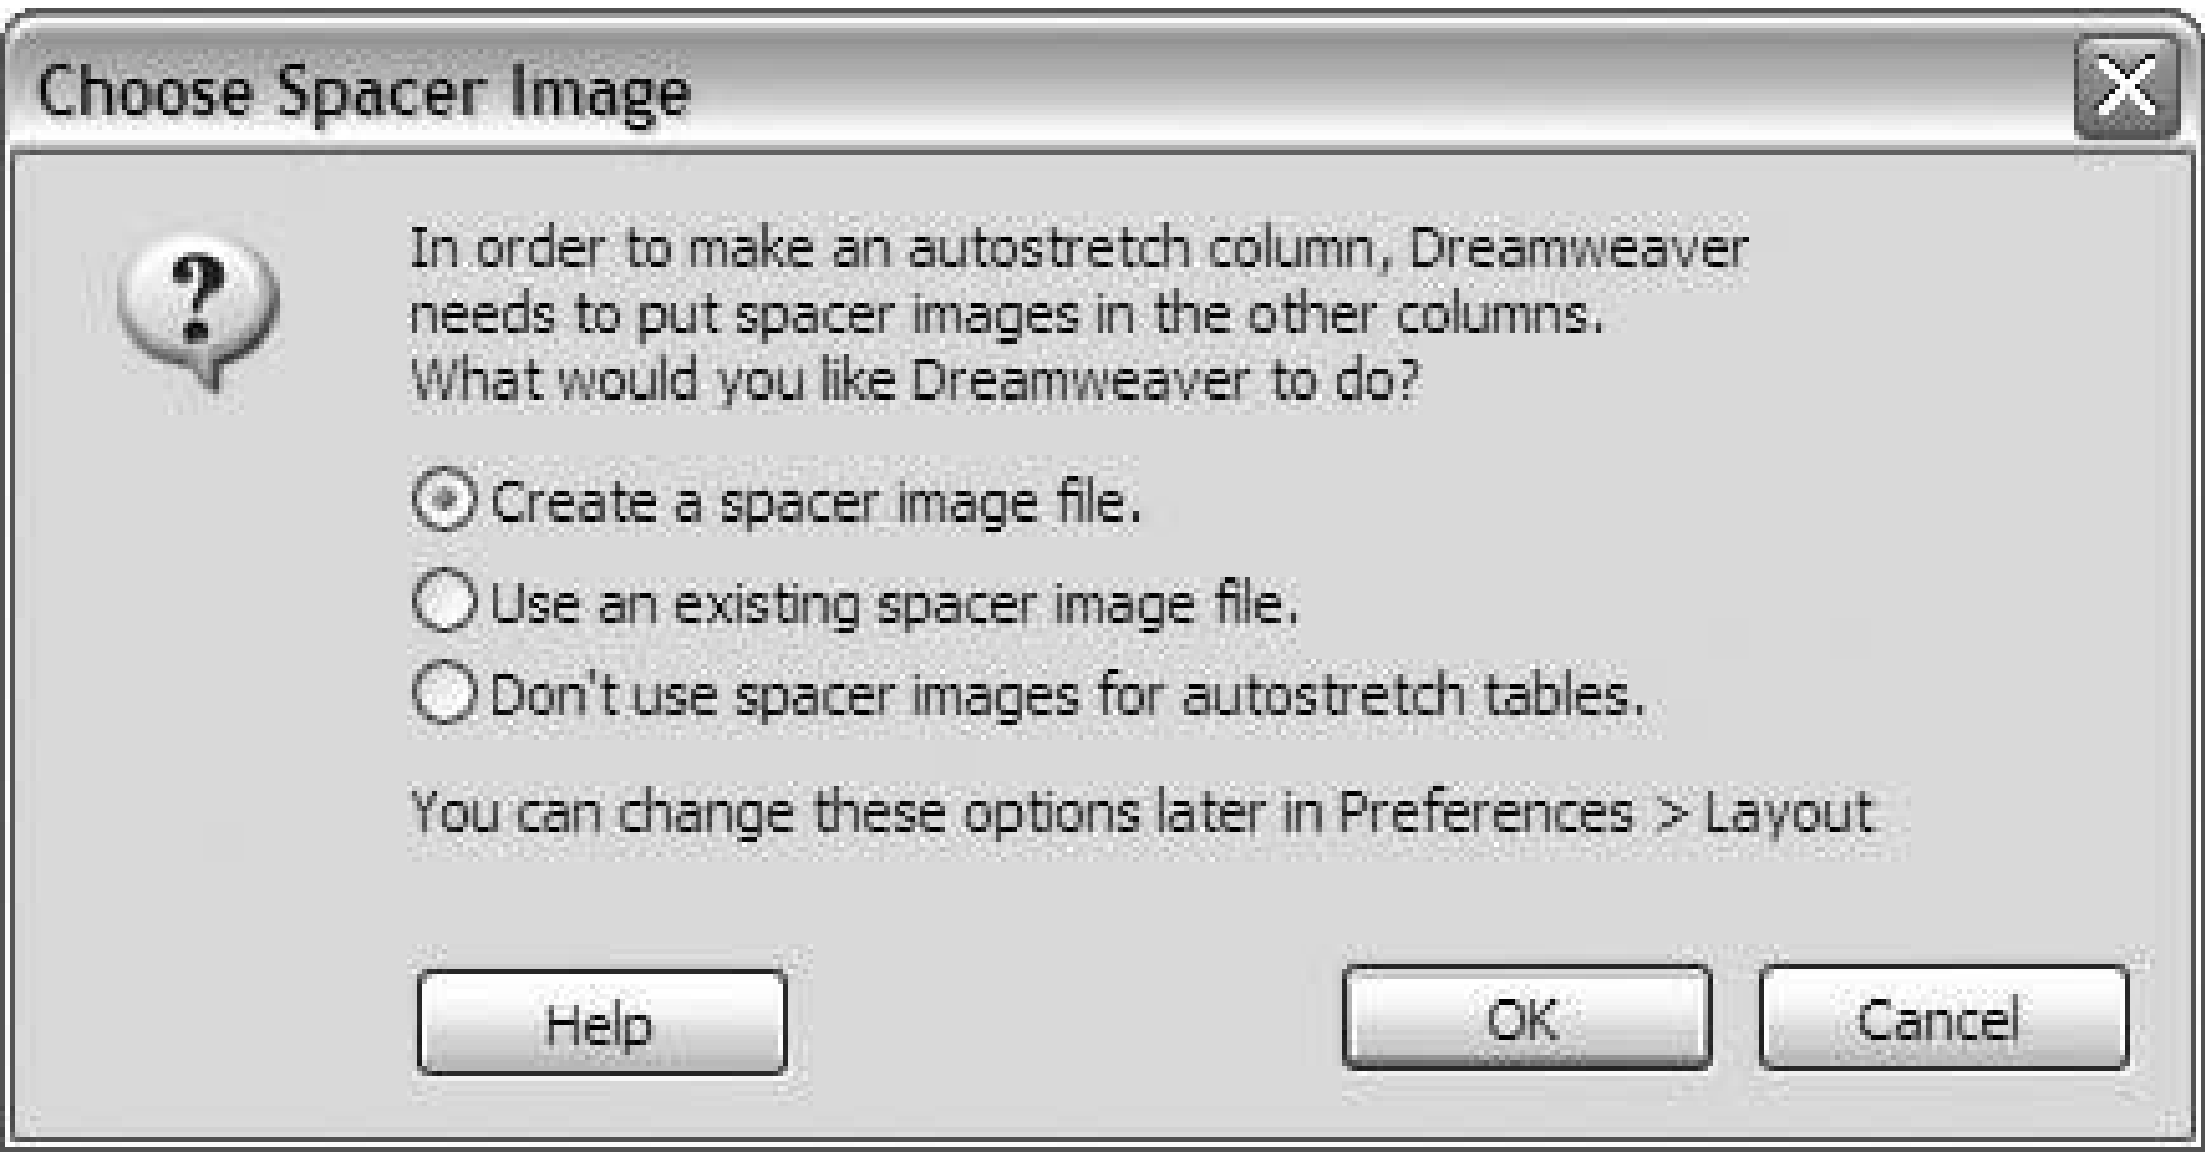 Choose Spacer Image
?
In order to make an autostretch column, Dreamweaver
needs to put spacer images in the other columns.
What would you like Dreamweaver to do?
Create a spacer image file.
Use an existing spacer image file.
Don't use spacer images for autostretch tables.
You can change these options later in Preferences > Layout
Help OK Cancel